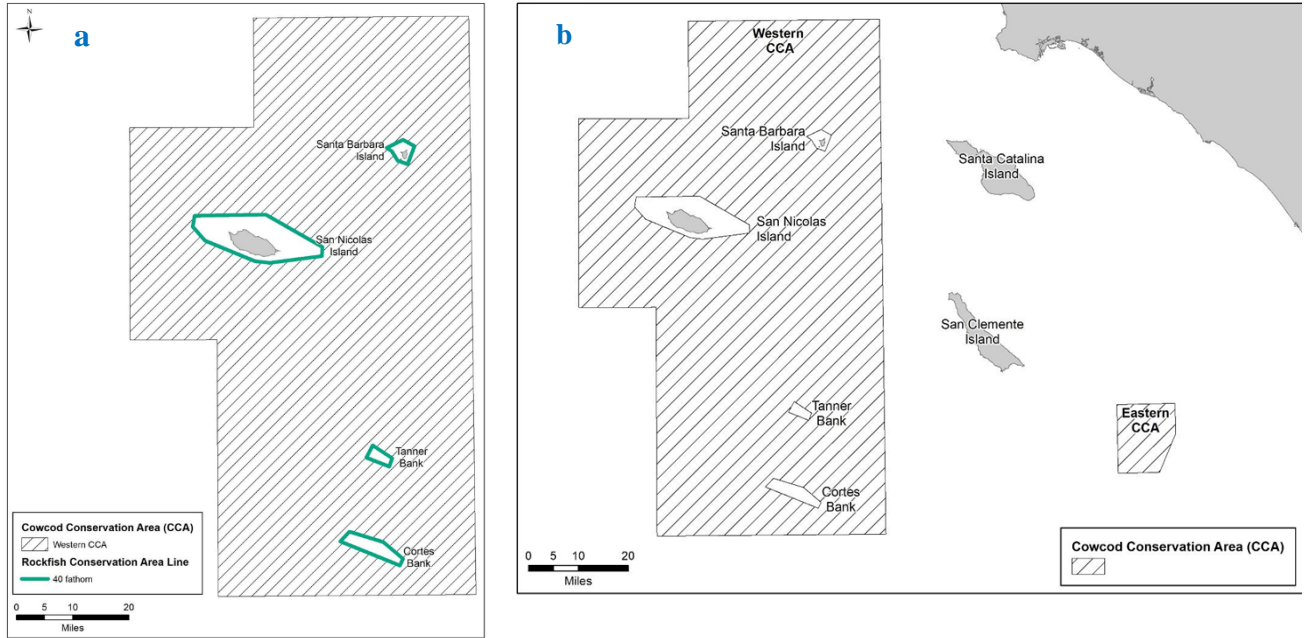 a
N
Santa Barbara
Island
San Nicolas
Island
Tanner
Bank
Cortes
Bank
Cowcod Conservation Area (CCA)
Western CCA
Rockfish Conservation Area Line
40 fathom
0 5 10 20
Miles
b
Western
CCA
Santa Barbara
Island
San Nicolas
Island
Santa Catalina
Island
San Clemente
Island
Tanner
Bank
Cortes
Bank
Eastern
CCA
0 5 10 20
Miles
Cowcod Conservation Area (CCA)